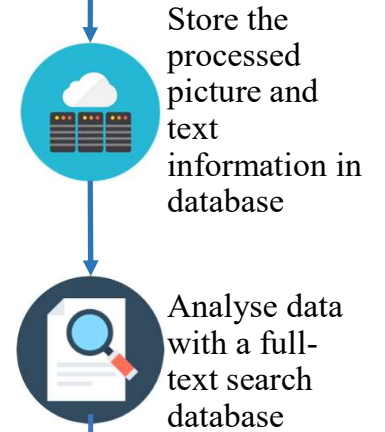 Store the
processed
picture and
text
information in
database
Analyse data
with a full-
text search
database